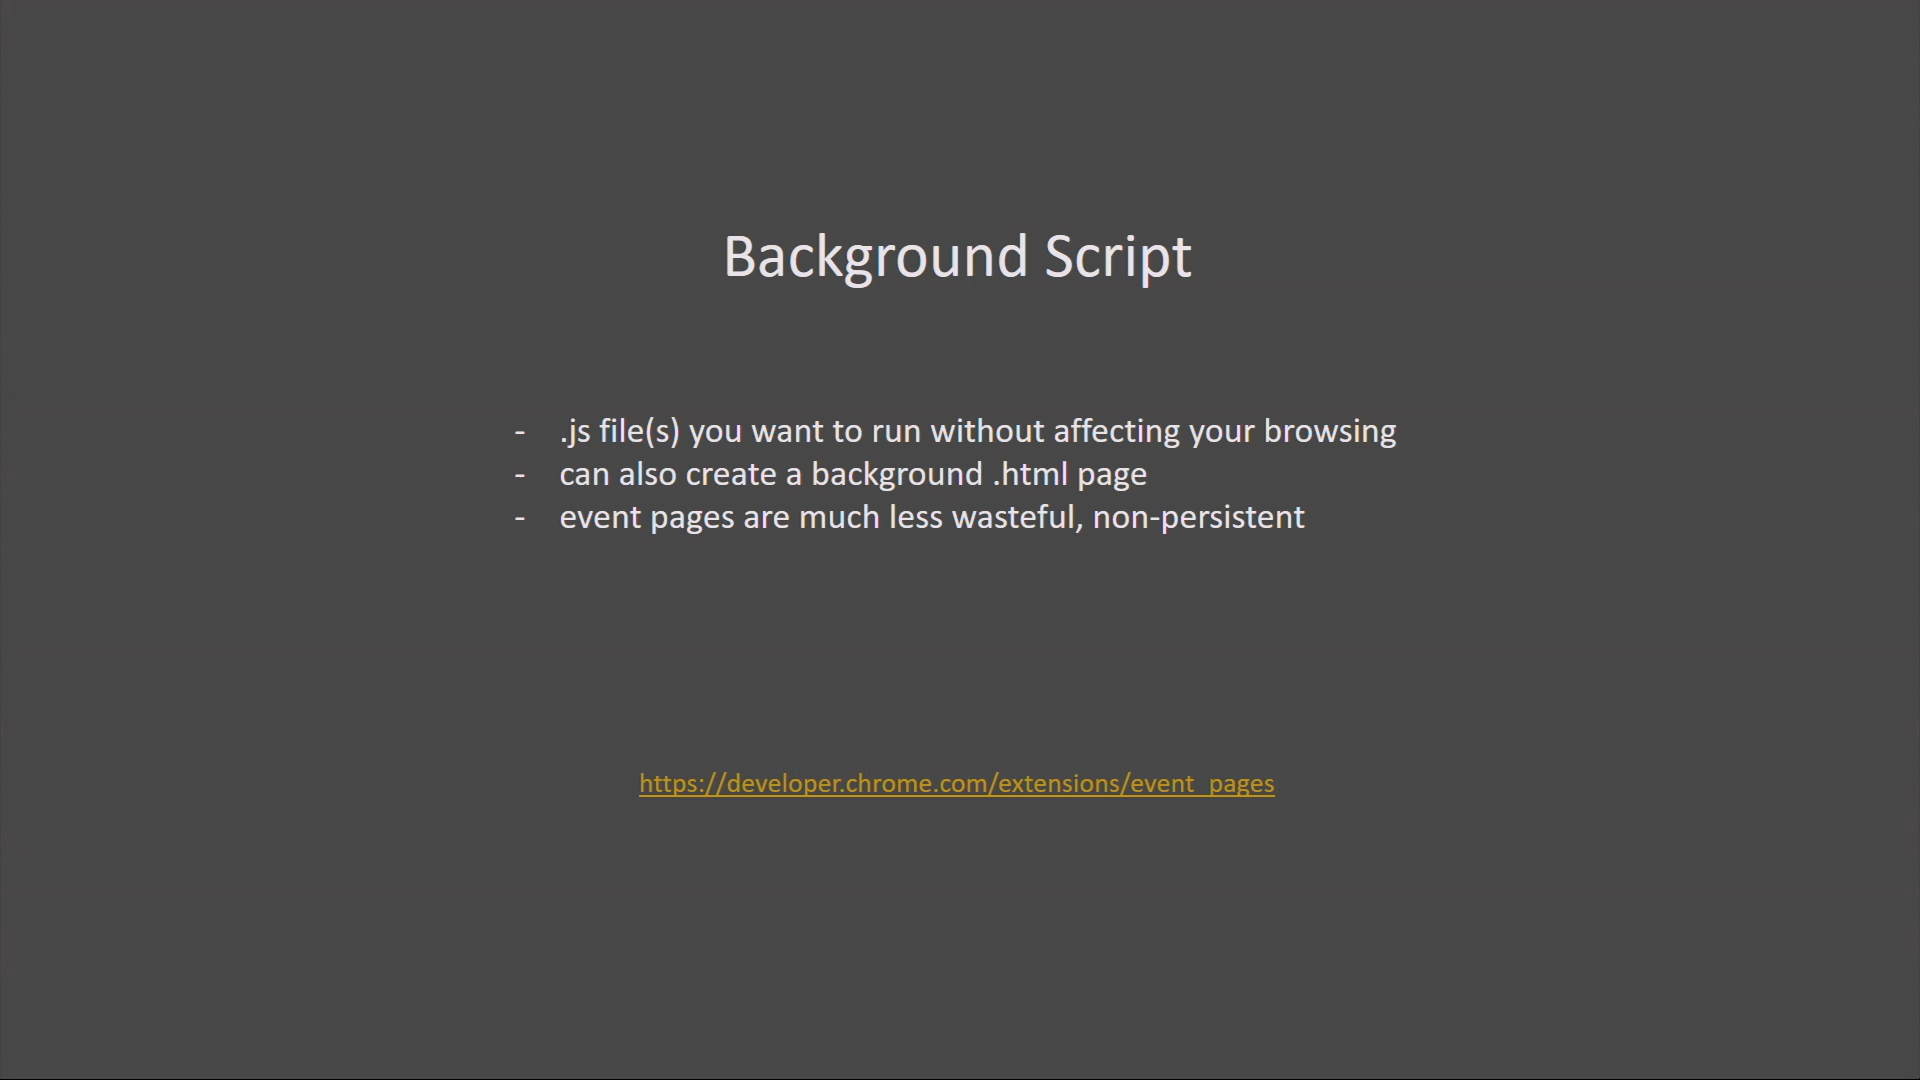 Background Script
- .js file(s) you want to run without affecting your browsing
- can also create a background .html page
- event pages are much less wasteful, non-persistent
https://developer.chrome.com/extensions/event_pages